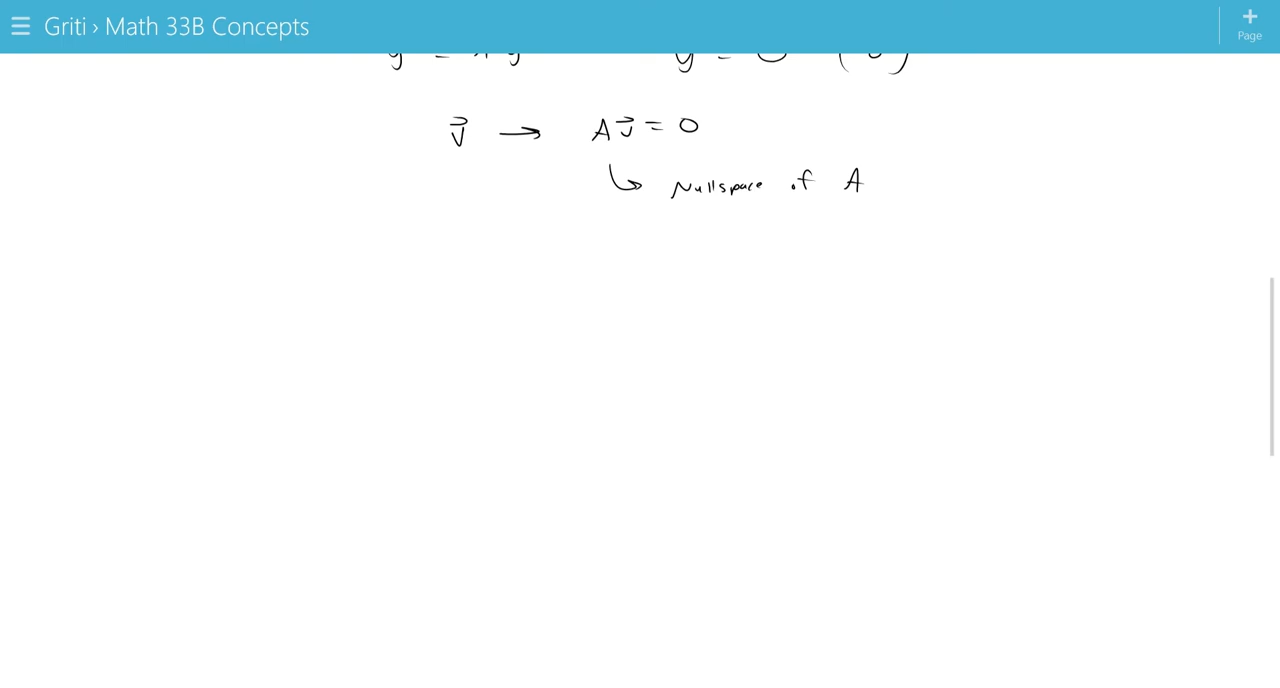 Griti › Math 33B Concepts
+
Page
v⃗ → Av⃗ = 0
↳ Nullspace of A